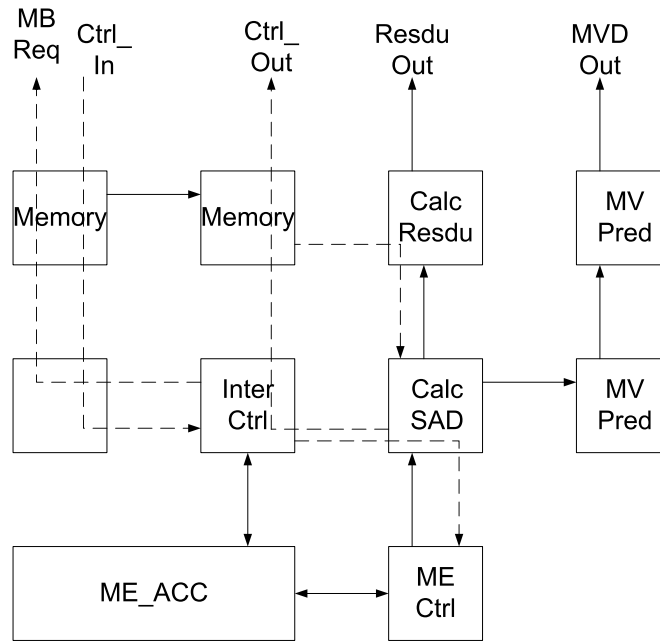 MB
Req
Ctrl_
In
Ctrl_
Out
Resdu
Out
MVD
Out
Memory
Memory
Calc
Resdu
MV
Pred
Inter
Ctrl
Calc
SAD
MV
Pred
ME_ACC
ME
Ctrl